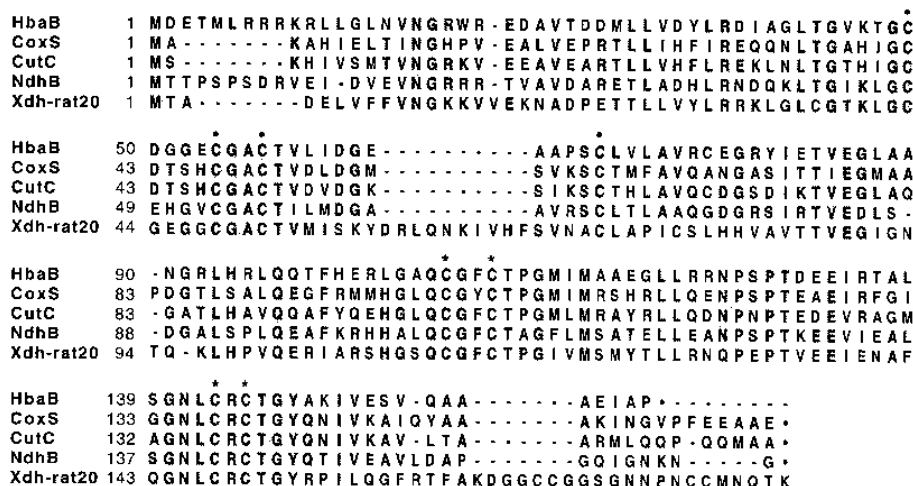 *
HbaB 1 MDETMLRRRKRLLGLNVNGRWR-EDAVTDDMLLVDYLRDIAGLTGVKTGC
CoxS 1 MA-------KAHIELTINGHPV-EALVEPRTLLIHFIREQQNLTGAHIGC
CutC 1 MS-------KHIVSMTVNGRKV-EEAVEARTLLVHFLREKLNLTGTHIGC
NdhB 1 MTTPSPSDRVEI-DVEVNGRRR-TVAVDARETLADHLRNDQKLTGIKLGC
Xdh-rat20 1 MTA-------DELVFFVNGKKVVEKNADPETTLLVYLRRKLGLCGTKLGC
* * *
HbaB 50 DGGECGACTVLIDGE----------AAPSCLVLAVRCEGRYIETVEGLAA
CoxS 43 DTSHCGACTVDLDGM----------SVKSCTMFAVQANGASITTIEGMAA
CutC 43 DTSHCGACTVDVDGK----------SIKSCTHLAVQCDGSDIKTVEGLAQ
NdhB 49 EHGVCGACTILMDGA----------AVRSCLTLAAQGDGRSIRTVEDLS-
Xdh-rat20 44 GEGGCGACTVMISKYDRLQNKIVHFSVNACLAPICSLHHVAVTTVEGIGN
* *
HbaB 90 -NGRLHRLQQTFHERLGAQCGFCTPGMIMAAEGLLRRNPSPTDEEIRTAL
CoxS 83 PDGTLSALQEGFRMMHGLQCGYCTPGMIMRSHRLLQENPSPTEAEIRFGI
CutC 83 -GATLHAVQQAFYQEHGLQCGFCTPGMLMRAYRLLQDNPNPTEDEVRAGM
NdhB 88 -DGALSPLQEAFKRHHALQCGFCTAGFLMSATELLEANPSPTKEEVIEAL
Xdh-rat20 94 TQ-KLHPVQERIARSHGSQCGFCTPGIVMSMYTLLRNQPEPTVEEIENAF
* *
HbaB 139 SGNLCRCTGYAKIVESV-QAA-------AEIAP•
CoxS 133 GGNLCRCTGYQNIVKAIQYAA-------AKINGVPFEEAAE•
CutC 132 AGNLCRCTGYQNIVKAV-LTA-------ARMLQQP-QQMAA•
NdhB 137 SGNLCRCTGYQTIVEAVLDAP-------GQIGNKN-----G•
Xdh-rat20 143 QGNLCRCTGYRPILQGFRTFAKDGGCCGGSGNNPNCCMNQTK